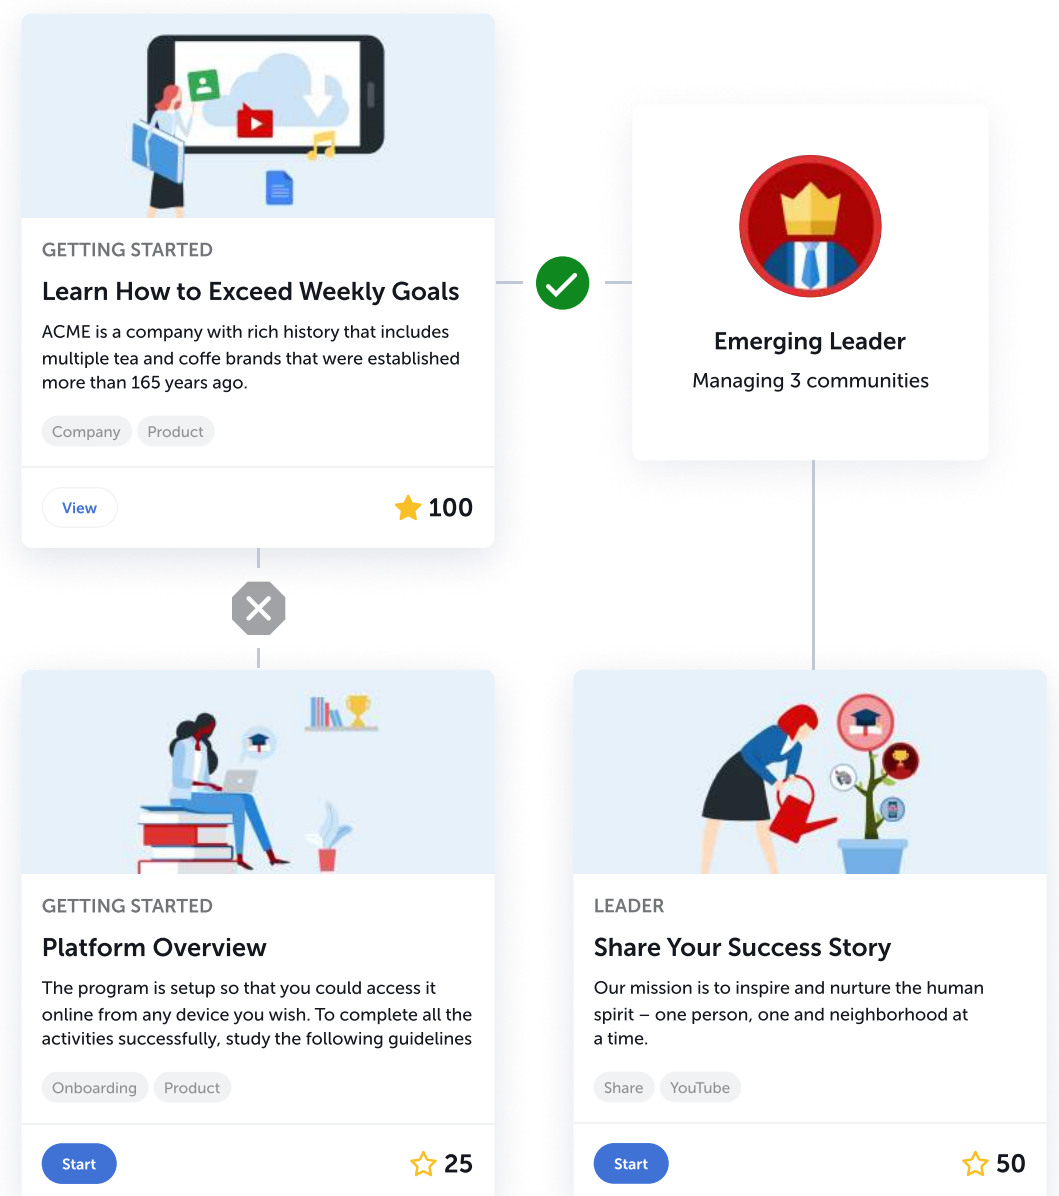 GETTING STARTED
Learn How to Exceed Weekly Goals
ACME is a company with rich history that includes
multiple tea and coffe brands that were established
more than 165 years ago.
Company
Product
View
100
Emerging Leader
Managing 3 communities
GETTING STARTED
Platform Overview
The program is setup so that you could access it
online from any device you wish. To complete all the
activities successfully, study the following guidelines
Onboarding
Product
Start
25
LEADER
Share Your Success Story
Our mission is to inspire and nurture the human
spirit – one person, one and neighborhood at
a time.
Share
YouTube
Start
50